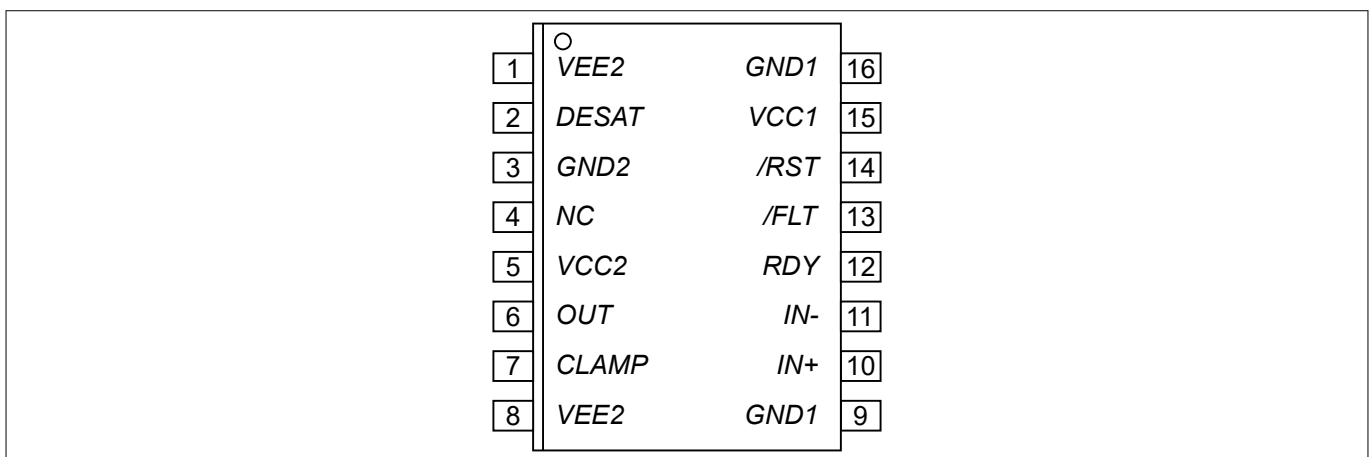 1 VEE2 GND1 16
2 DESAT VCC1 15
3 GND2 /RST 14
4 NC /FLT 13
5 VCC2 RDY 12
6 OUT IN- 11
7 CLAMP IN+ 10
8 VEE2 GND1 9